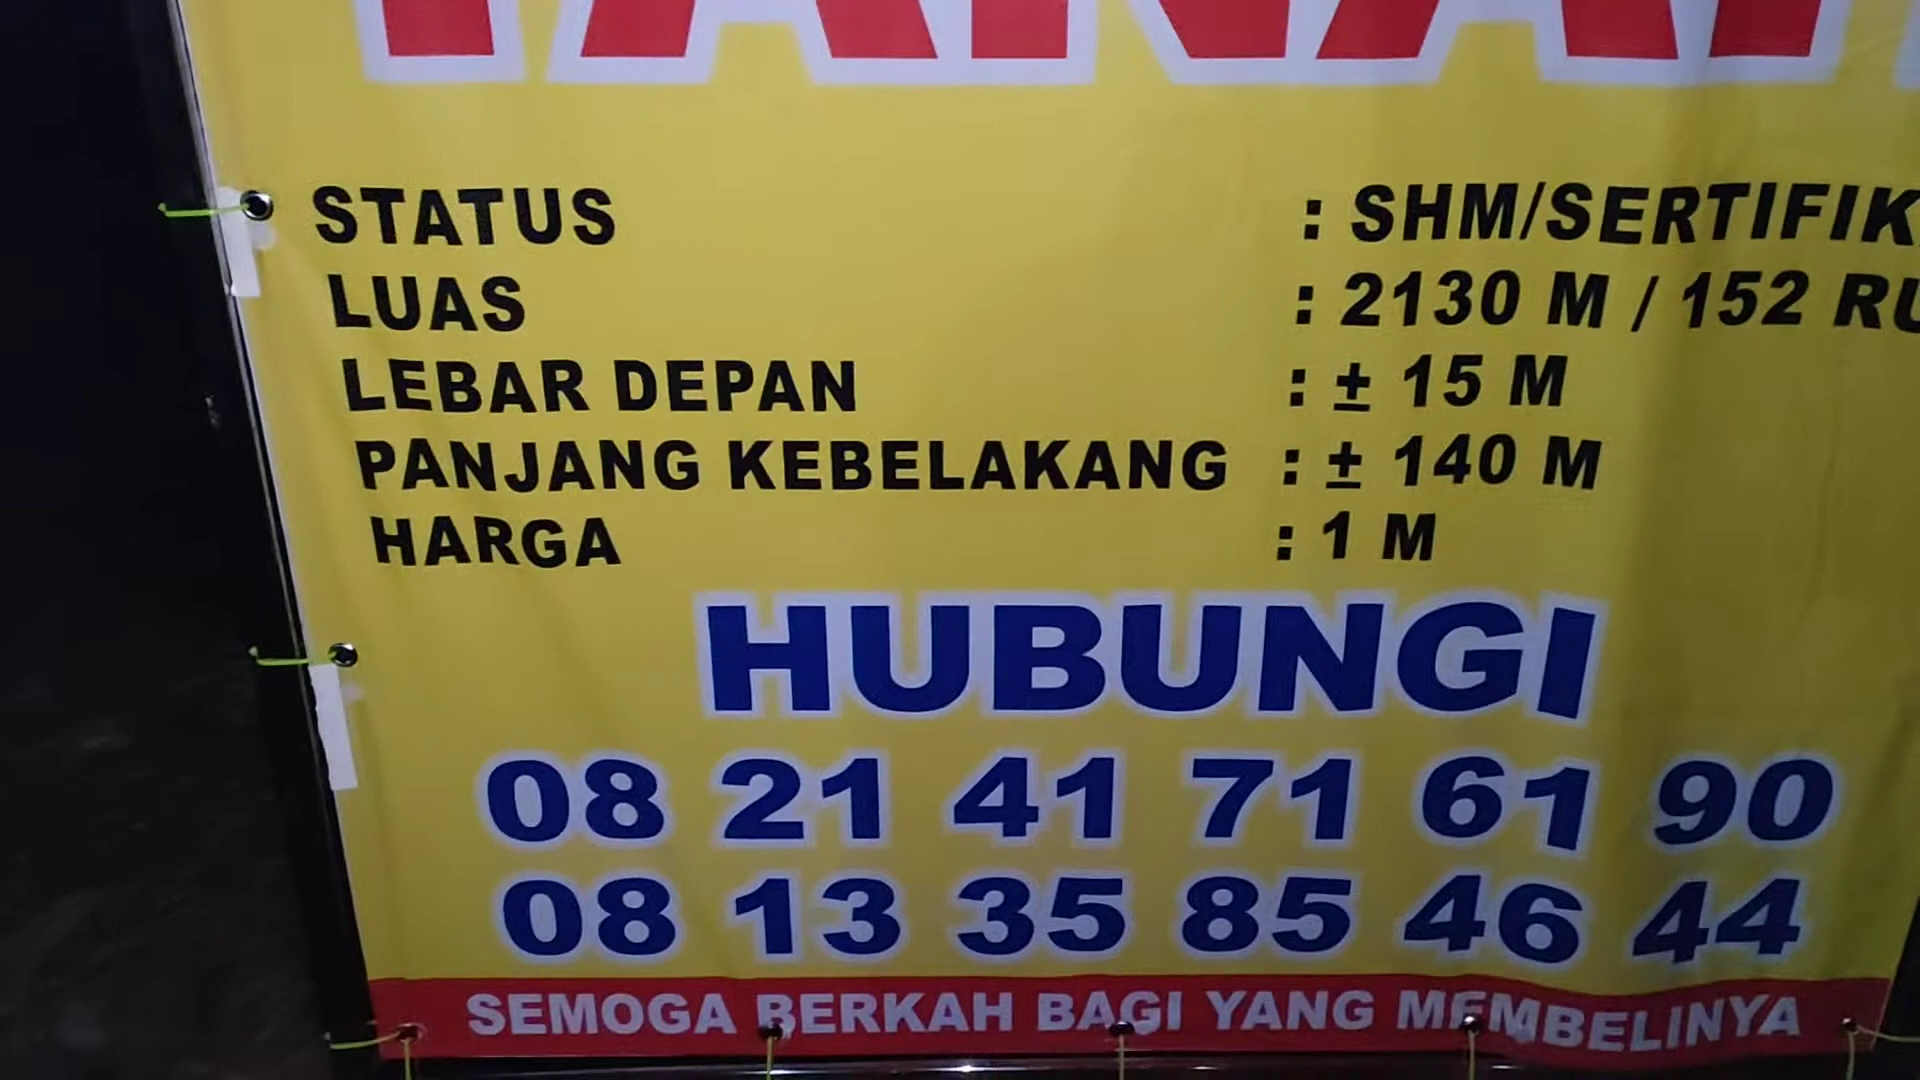 TANAH
STATUS : SHM/SERTIFIK
LUAS : 2130 M / 152 RU
LEBAR DEPAN : ± 15 M
PANJANG KEBELAKANG : ± 140 M
HARGA : 1 M
HUBUNGI
08 21 41 71 61 90
08 13 35 85 46 44
SEMOGA BERKAH BAGI YANG MEMBELINYA